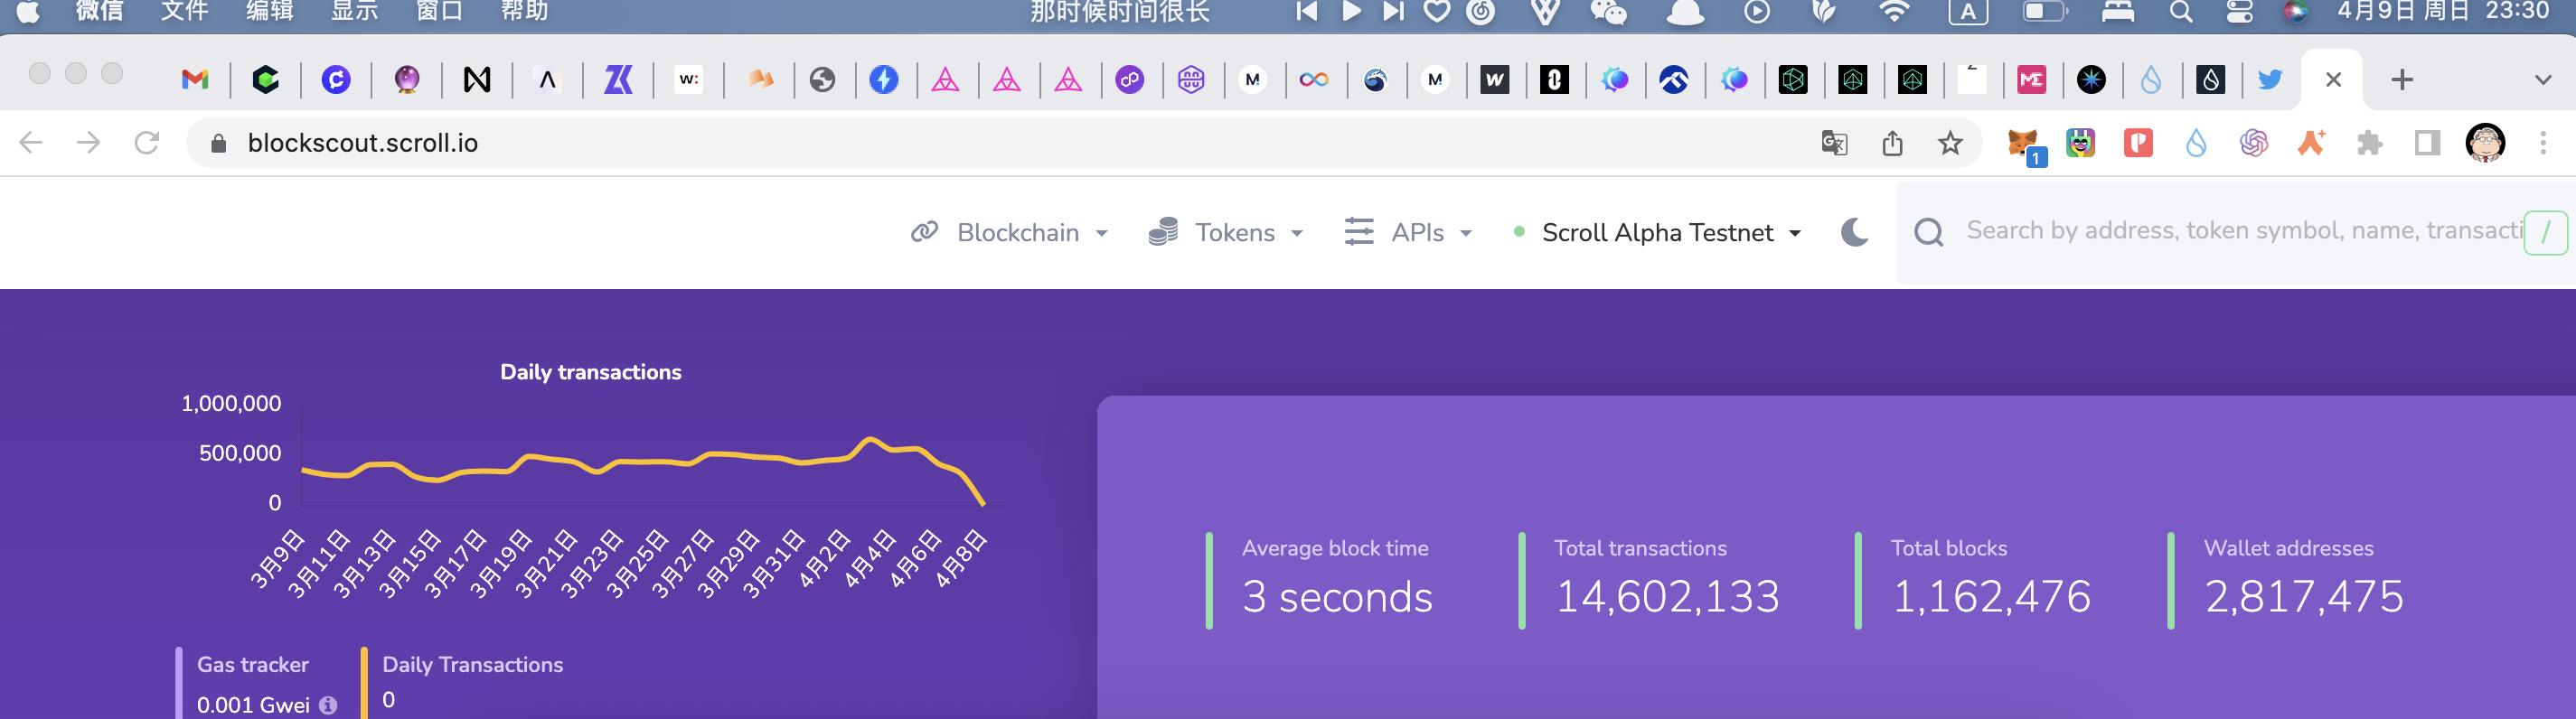 微信 文件 编辑 显示 窗口 帮助 那时候时间很长 A 4月9日 周日 23:30
blockscout.scroll.io
1
Blockchain Tokens APIs Scroll Alpha Testnet Search by address, token symbol, name, transacti /
Daily transactions
1,000,000
500,000
0
3月9日 3月11日 3月13日 3月15日 3月17日 3月19日 3月21日 3月23日 3月25日 3月27日 3月29日 3月31日 4月2日 4月4日 4月6日 4月8日
Average block time Total transactions Total blocks Wallet addresses
3 seconds 14,602,133 1,162,476 2,817,475
Gas tracker Daily Transactions
0.001 Gwei 0